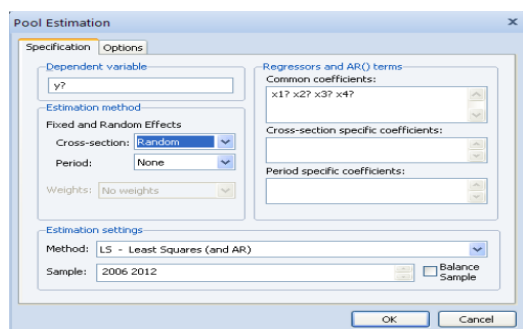 Pool Estimation
Specification
Options
Dependent variable
y?
Estimation method
Fixed and Random Effects
Cross-section: Random
Period: None
Weights: No weights
Regressors and AR() terms
Common coefficients:
x1? x2? x3? x4?
Cross-section specific coefficients:
Period specific coefficients:
Estimation settings
Method: LS - Least Squares (and AR)
Sample: 2006 2012
Balance
Sample
OK
Cancel